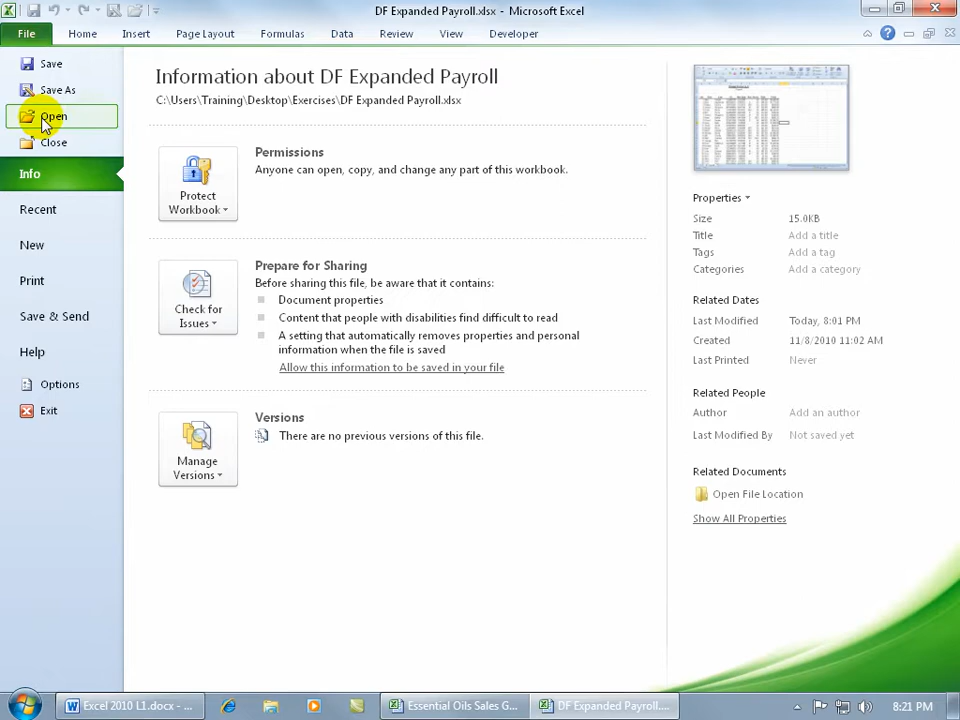 DF Expanded Payroll.xlsx - Microsoft Excel
File Home Insert Page Layout Formulas Data Review View Developer
Save
Save As
Open
Close
Info
Recent
New
Print
Save & Send
Help
Options
Exit
Information about DF Expanded Payroll
C:\Users\Training\Desktop\Exercises\DF Expanded Payroll.xlsx
Protect
Workbook
Permissions
Anyone can open, copy, and change any part of this workbook.
Check for
Issues
Prepare for Sharing
Before sharing this file, be aware that it contains:
Document properties
Content that people with disabilities find difficult to read
A setting that automatically removes properties and personal
information when the file is saved
Allow this information to be saved in your file
Manage
Versions
Versions
There are no previous versions of this file.
Properties
Size 15.0KB
Title Add a title
Tags Add a tag
Categories Add a category
Related Dates
Last Modified Today, 8:01 PM
Created 11/8/2010 11:02 AM
Last Printed Never
Related People
Author Add an author
Last Modified By Not saved yet
Related Documents
Open File Location
Show All Properties
Excel 2010 L1.docx - ... Essential Oils Sales G... DF Expanded Payroll.... 8:21 PM